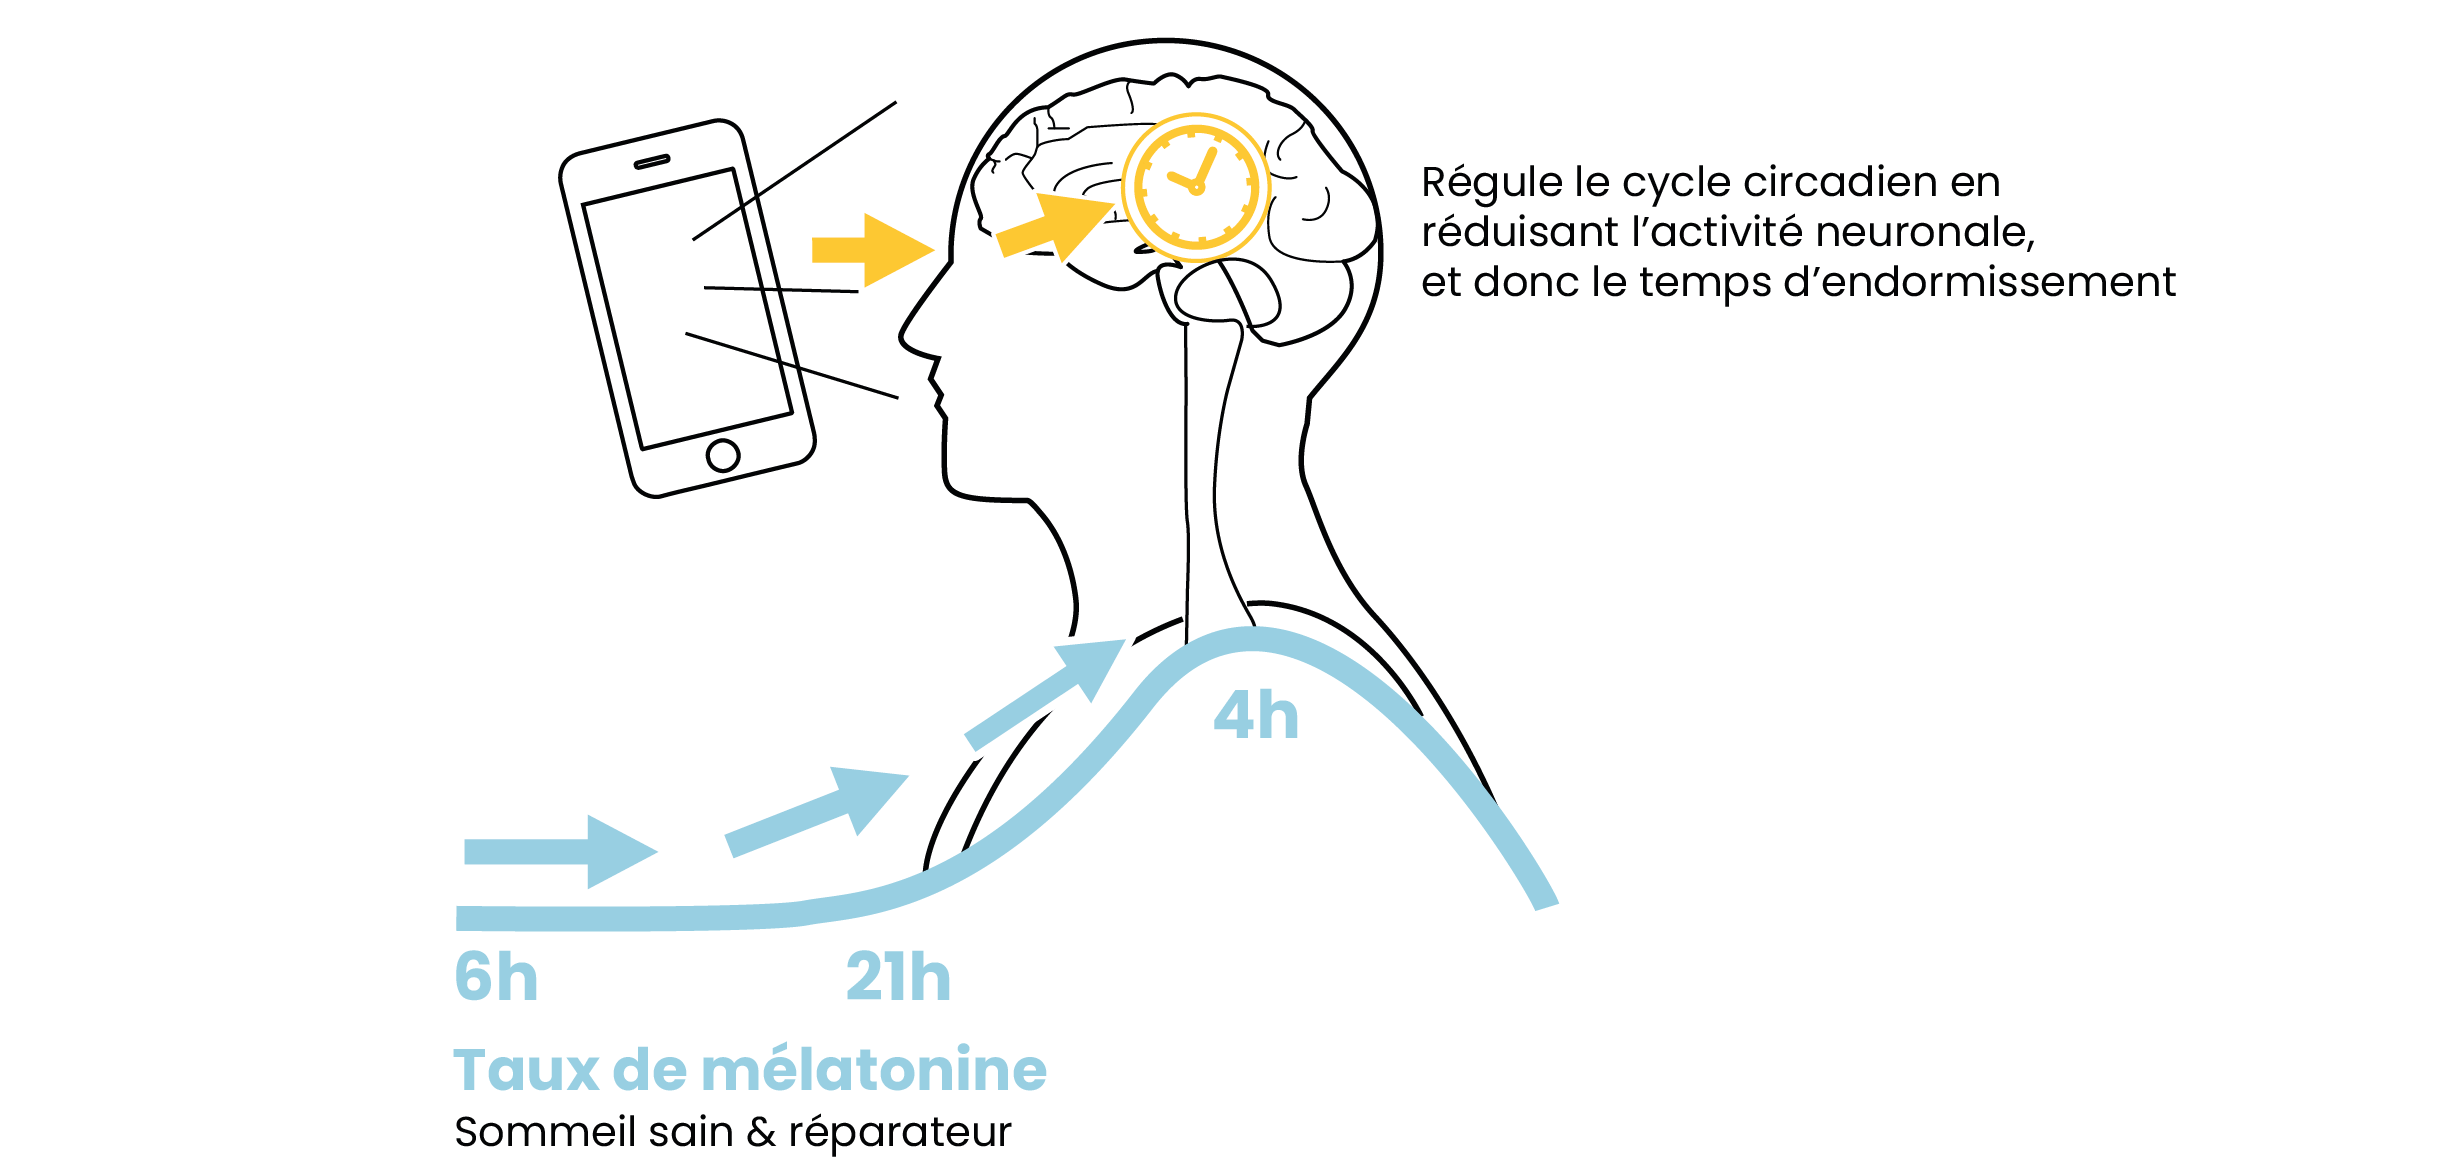 Régule le cycle circadien en
réduisant l’activité neuronale,
et donc le temps d’endormissement
4h
6h
21h
Taux de mélatonine
Sommeil sain & réparateur